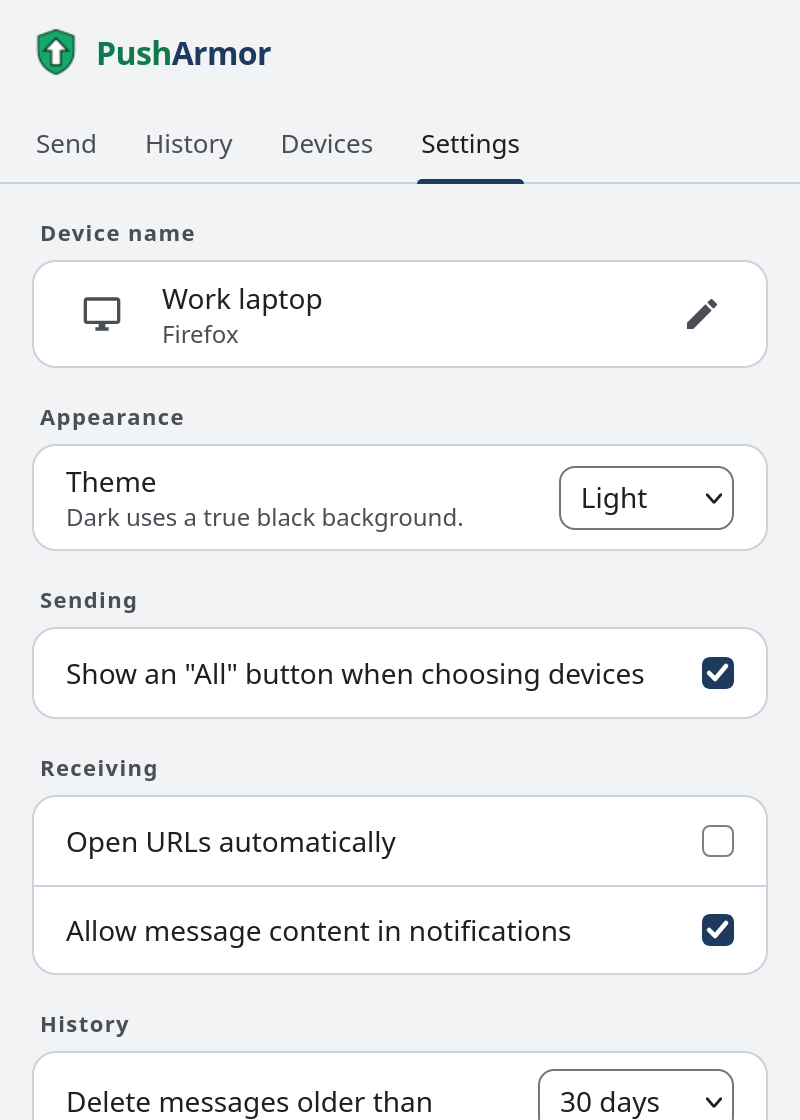 PushArmor
Send History Devices Settings
Device name
Work laptop
Firefox
Appearance
Theme
Dark uses a true black background.
Light
Sending
Show an "All" button when choosing devices
Receiving
Open URLs automatically
Allow message content in notifications
History
Delete messages older than
30 days